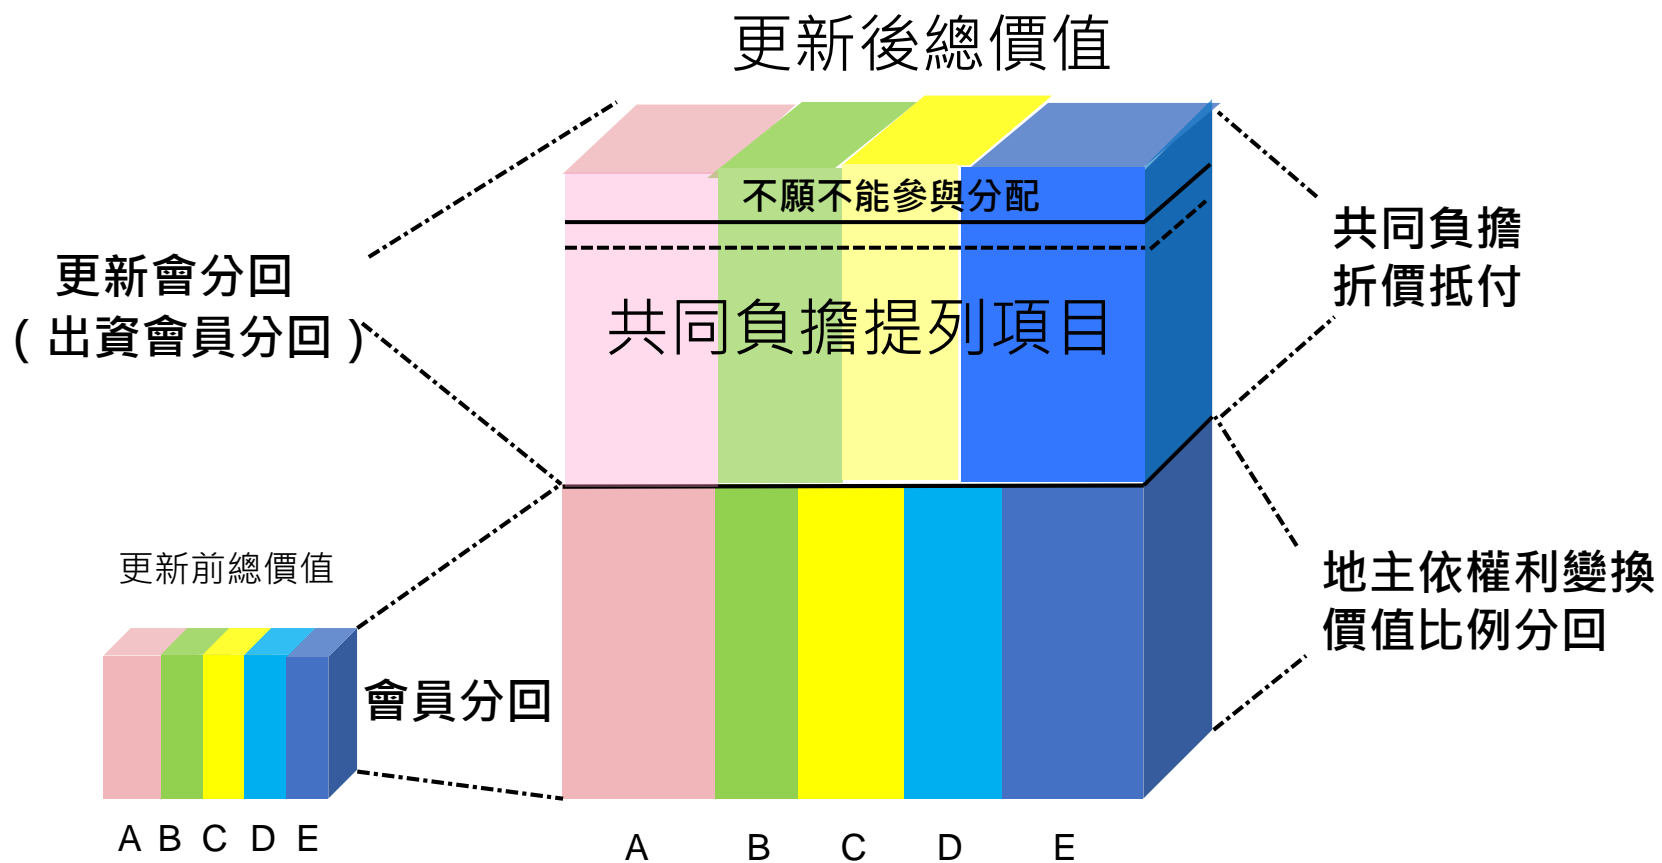 更新後總價值
不願不能參與分配
共同負擔
折價抵付
更新會分回
(出資會員分回)
共同負擔提列項目
更新前總價值
地主依權利變換
價值比例分回
會員分回
A B C D E
A B C D E